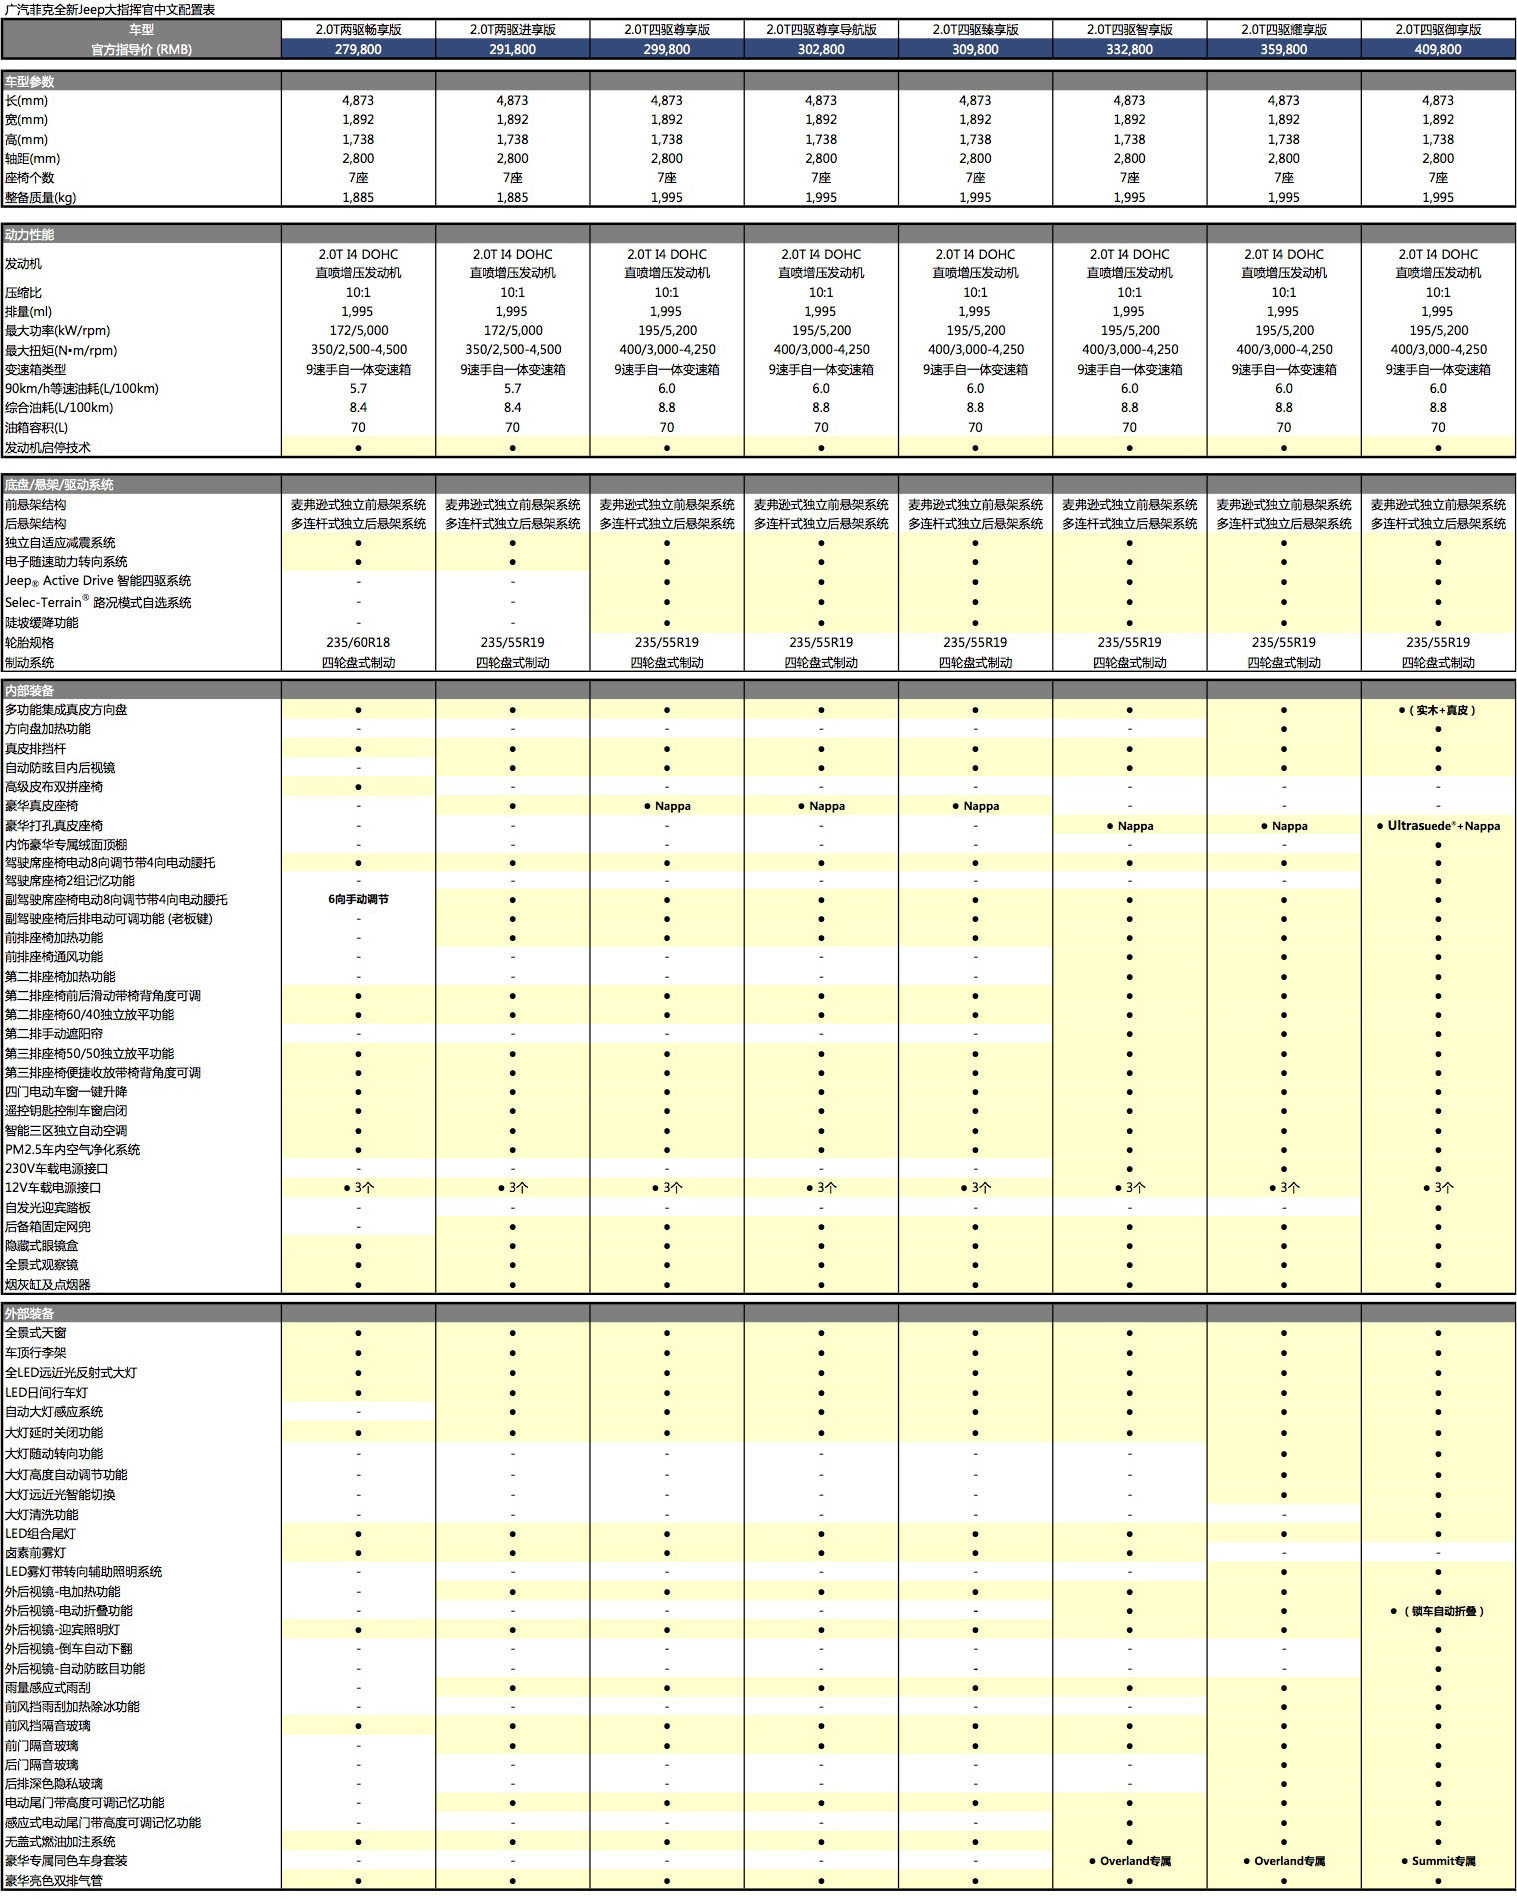 广汽菲克全新Jeep大指挥官中文配置表
车型 2.0T两驱畅享版 2.0T两驱进享版 2.0T四驱尊享版 2.0T四驱尊享导航版 2.0T四驱臻享版 2.0T四驱智享版 2.0T四驱耀享版 2.0T四驱御享版
官方指导价 (RMB) 279,800 291,800 299,800 302,800 309,800 332,800 359,800 409,800
车型参数
长(mm) 4,873 4,873 4,873 4,873 4,873 4,873 4,873 4,873
宽(mm) 1,892 1,892 1,892 1,892 1,892 1,892 1,892 1,892
高(mm) 1,738 1,738 1,738 1,738 1,738 1,738 1,738 1,738
轴距(mm) 2,800 2,800 2,800 2,800 2,800 2,800 2,800 2,800
座椅个数 7座 7座 7座 7座 7座 7座 7座 7座
整备质量(kg) 1,885 1,885 1,995 1,995 1,995 1,995 1,995 1,995
动力性能
发动机 2.0T I4 DOHC 2.0T I4 DOHC 2.0T I4 DOHC 2.0T I4 DOHC 2.0T I4 DOHC 2.0T I4 DOHC 2.0T I4 DOHC 2.0T I4 DOHC
直喷增压发动机 直喷增压发动机 直喷增压发动机 直喷增压发动机 直喷增压发动机 直喷增压发动机 直喷增压发动机 直喷增压发动机
压缩比 10:1 10:1 10:1 10:1 10:1 10:1 10:1 10:1
排量(ml) 1,995 1,995 1,995 1,995 1,995 1,995 1,995 1,995
最大功率(kW/rpm) 172/5,000 172/5,000 195/5,200 195/5,200 195/5,200 195/5,200 195/5,200 195/5,200
最大扭矩(N•m/rpm) 350/2,500-4,500 350/2,500-4,500 400/3,000-4,250 400/3,000-4,250 400/3,000-4,250 400/3,000-4,250 400/3,000-4,250 400/3,000-4,250
变速箱类型 9速手自一体变速箱 9速手自一体变速箱 9速手自一体变速箱 9速手自一体变速箱 9速手自一体变速箱 9速手自一体变速箱 9速手自一体变速箱 9速手自一体变速箱
90km/h等速油耗(L/100km) 5.7 5.7 6.0 6.0 6.0 6.0 6.0 6.0
综合油耗(L/100km) 8.4 8.4 8.8 8.8 8.8 8.8 8.8 8.8
油箱容积(L) 70 70 70 70 70 70 70 70
发动机启停技术 ● ● ● ● ● ● ● ●
底盘/悬架/驱动系统
前悬架结构 麦弗逊式独立前悬架系统 麦弗逊式独立前悬架系统 麦弗逊式独立前悬架系统 麦弗逊式独立前悬架系统 麦弗逊式独立前悬架系统 麦弗逊式独立前悬架系统 麦弗逊式独立前悬架系统 麦弗逊式独立前悬架系统
后悬架结构 多连杆式独立后悬架系统 多连杆式独立后悬架系统 多连杆式独立后悬架系统 多连杆式独立后悬架系统 多连杆式独立后悬架系统 多连杆式独立后悬架系统 多连杆式独立后悬架系统 多连杆式独立后悬架系统
独立自适应减震系统 ● ● ● ● ● ● ● ●
电子随速助力转向系统 ● ● ● ● ● ● ● ●
Jeep® Active Drive 智能四驱系统 - - ● ● ● ● ● ●
Selec-Terrain® 路况模式自选系统 - - ● ● ● ● ● ●
陡坡缓降功能 - - ● ● ● ● ● ●
轮胎规格 235/60R18 235/55R19 235/55R19 235/55R19 235/55R19 235/55R19 235/55R19 235/55R19
制动系统 四轮盘式制动 四轮盘式制动 四轮盘式制动 四轮盘式制动 四轮盘式制动 四轮盘式制动 四轮盘式制动 四轮盘式制动
内部装备
多功能集成真皮方向盘 ● ● ● ● ● ● ● ●（实木+真皮）
方向盘加热功能 - - - - - - ● ●
真皮排挡杆 ● ● ● ● ● ● ● ●
自动防眩目内后视镜 - ● ● ● ● ● ● ●
高级皮布双拼座椅 ● - - - - - - -
豪华真皮座椅 - ● ● Nappa ● Nappa ● Nappa - - -
豪华打孔真皮座椅 - - - - - ● Nappa ● Nappa ● Ultrasuede®+Nappa
内饰豪华专属绒面顶棚 - - - - - - - ●
驾驶席座椅电动8向调节带4向电动腰托 ● ● ● ● ● ● ● ●
驾驶席座椅2组记忆功能 - - - - - - - ●
副驾驶席座椅电动8向调节带4向电动腰托 6向手动调节 ● ● ● ● ● ● ●
副驾驶座椅后排电动可调功能 (老板键) - ● ● ● ● ● ● ●
前排座椅加热功能 - ● ● ● ● ● ● ●
前排座椅通风功能 - - - - - ● ● ●
第二排座椅加热功能 - - - - - ● ● ●
第二排座椅前后滑动带椅背角度可调 ● ● ● ● ● ● ● ●
第二排座椅60/40独立放平功能 ● ● ● ● ● ● ● ●
第二排手动遮阳帘 - - - - - ● ● ●
第三排座椅50/50独立放平功能 ● ● ● ● ● ● ● ●
第三排座椅便捷收放带椅背角度可调 ● ● ● ● ● ● ● ●
四门电动车窗一键升降 ● ● ● ● ● ● ● ●
遥控钥匙控制车窗启闭 ● ● ● ● ● ● ● ●
智能三区独立自动空调 ● ● ● ● ● ● ● ●
PM2.5车内空气净化系统 ● ● ● ● ● ● ● ●
230V车载电源接口 - - - - - ● ● ●
12V车载电源接口 ● 3个 ● 3个 ● 3个 ● 3个 ● 3个 ● 3个 ● 3个 ● 3个
自发光迎宾踏板 - - - - - - - ●
后备箱固定网兜 - ● ● ● ● ● ● ●
隐藏式眼镜盒 ● ● ● ● ● ● ● ●
全景式观察镜 ● ● ● ● ● ● ● ●
烟灰缸及点烟器 ● ● ● ● ● ● ● ●
外部装备
全景式天窗 ● ● ● ● ● ● ● ●
车顶行李架 ● ● ● ● ● ● ● ●
全LED远近光反射式大灯 ● ● ● ● ● ● ● ●
LED日间行车灯 ● ● ● ● ● ● ● ●
自动大灯感应系统 - ● ● ● ● ● ● ●
大灯延时关闭功能 ● ● ● ● ● ● ● ●
大灯随动转向功能 - - - - - - ● ●
大灯高度自动调节功能 - - - - - - ● ●
大灯远近光智能切换 - - - - - - ● ●
大灯清洗功能 - - - - - - - ●
LED组合尾灯 ● ● ● ● ● ● ● ●
卤素前雾灯 ● ● ● ● ● ● - -
LED雾灯带转向辅助照明系统 - - - - - - ● ●
外后视镜-电加热功能 - ● ● ● ● ● ● ●
外后视镜-电动折叠功能 - - - - - ● ● ●（锁车自动折叠）
外后视镜-迎宾照明灯 ● ● ● ● ● ● ● ●
外后视镜-倒车自动下翻 - - - - - - - ●
外后视镜-自动防眩目功能 - - - - - - - ●
雨量感应式雨刮 - ● ● ● ● ● ● ●
前风挡雨刮加热除冰功能 - - - - - - ● ●
前风挡隔音玻璃 ● ● ● ● ● ● ● ●
前门隔音玻璃 - ● ● ● ● ● ● ●
后门隔音玻璃 - - - - - - ● ●
后排深色隐私玻璃 - - - - - - ● ●
电动尾门带高度可调记忆功能 - ● ● ● ● ● ● ●
感应式电动尾门带高度可调记忆功能 - - - - - ● ● ●
无盖式燃油加注系统 ● ● ● ● ● ● ● ●
豪华专属同色车身套装 - - - - - ● Overland专属 ● Overland专属 ● Summit专属
豪华亮色双排气管 ● ● ● ● ● ● ● ●